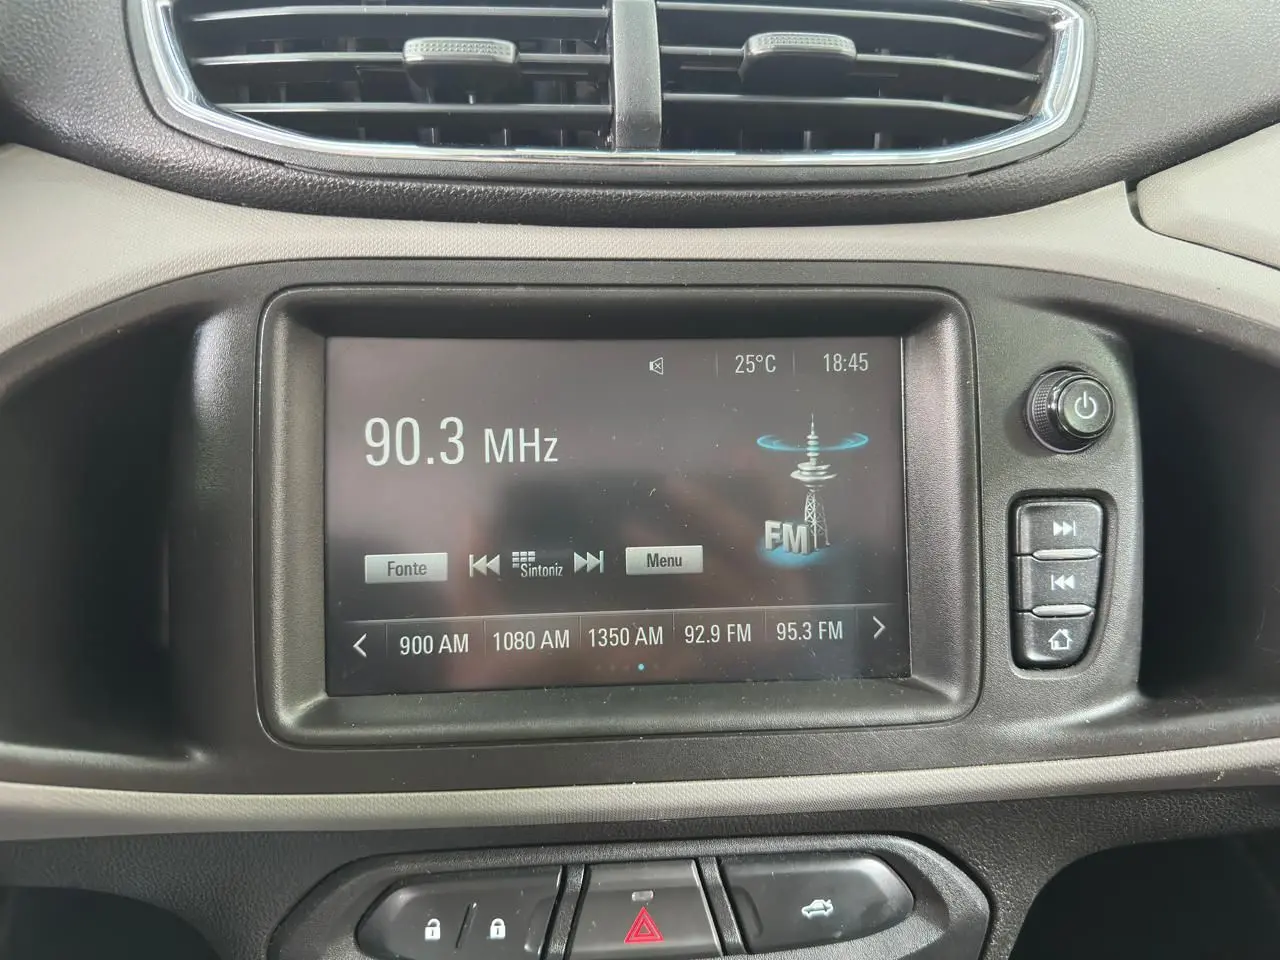 25°C 18:45
90.3 MHz
FM
Fonte Sintoniz Menu
900 AM 1080 AM 1350 AM 92.9 FM 95.3 FM